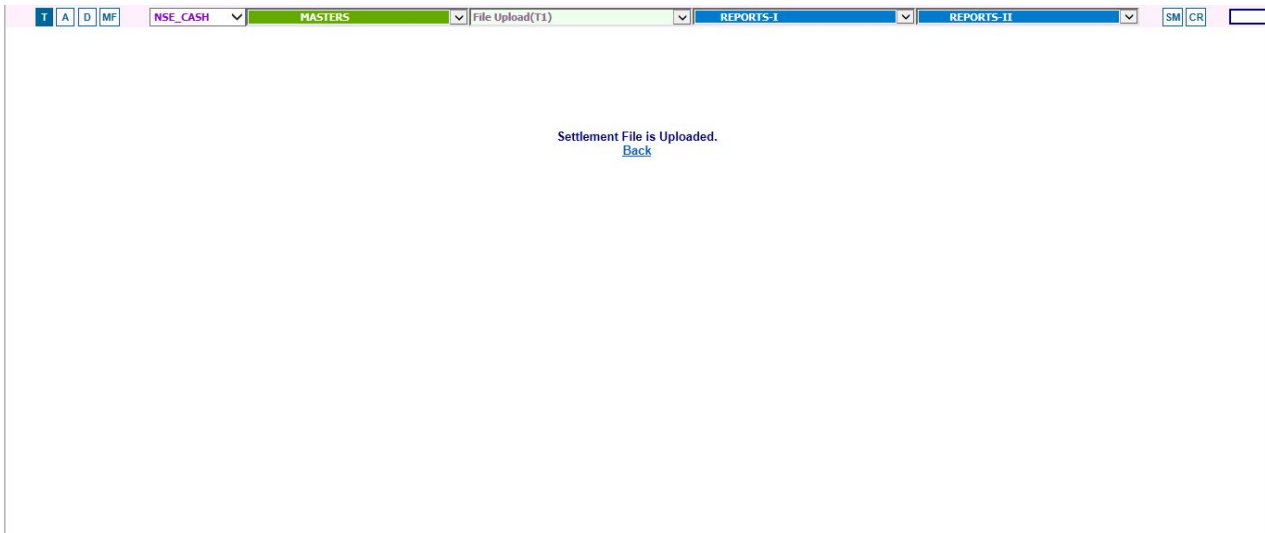 T A D MF NSE_CASH MASTERS File Upload(T1) REPORTS-I REPORTS-II SM CR
Settlement File is Uploaded.
Back